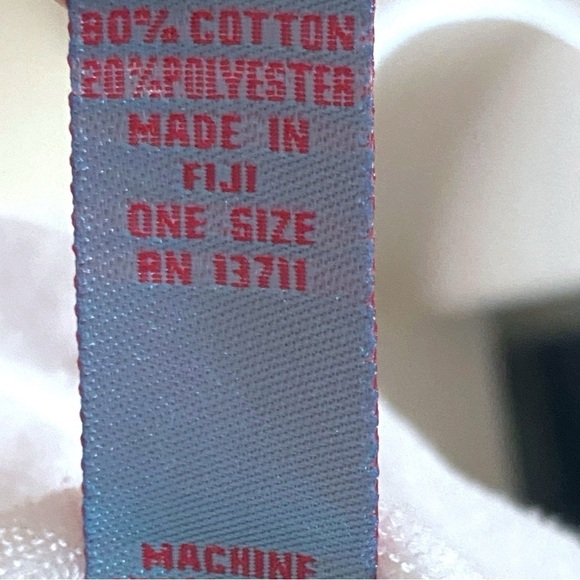 80% COTTON
20% POLYESTER
MADE IN
FIJI
ONE SIZE
RN 13711
MACHINE